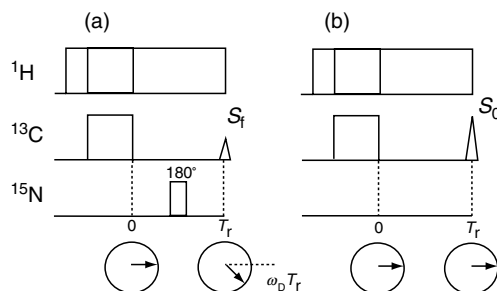 (a) (b)
¹H
¹³C S_f S_0
180°
¹⁵N
0 T_r 0 T_r
ω_D T_r